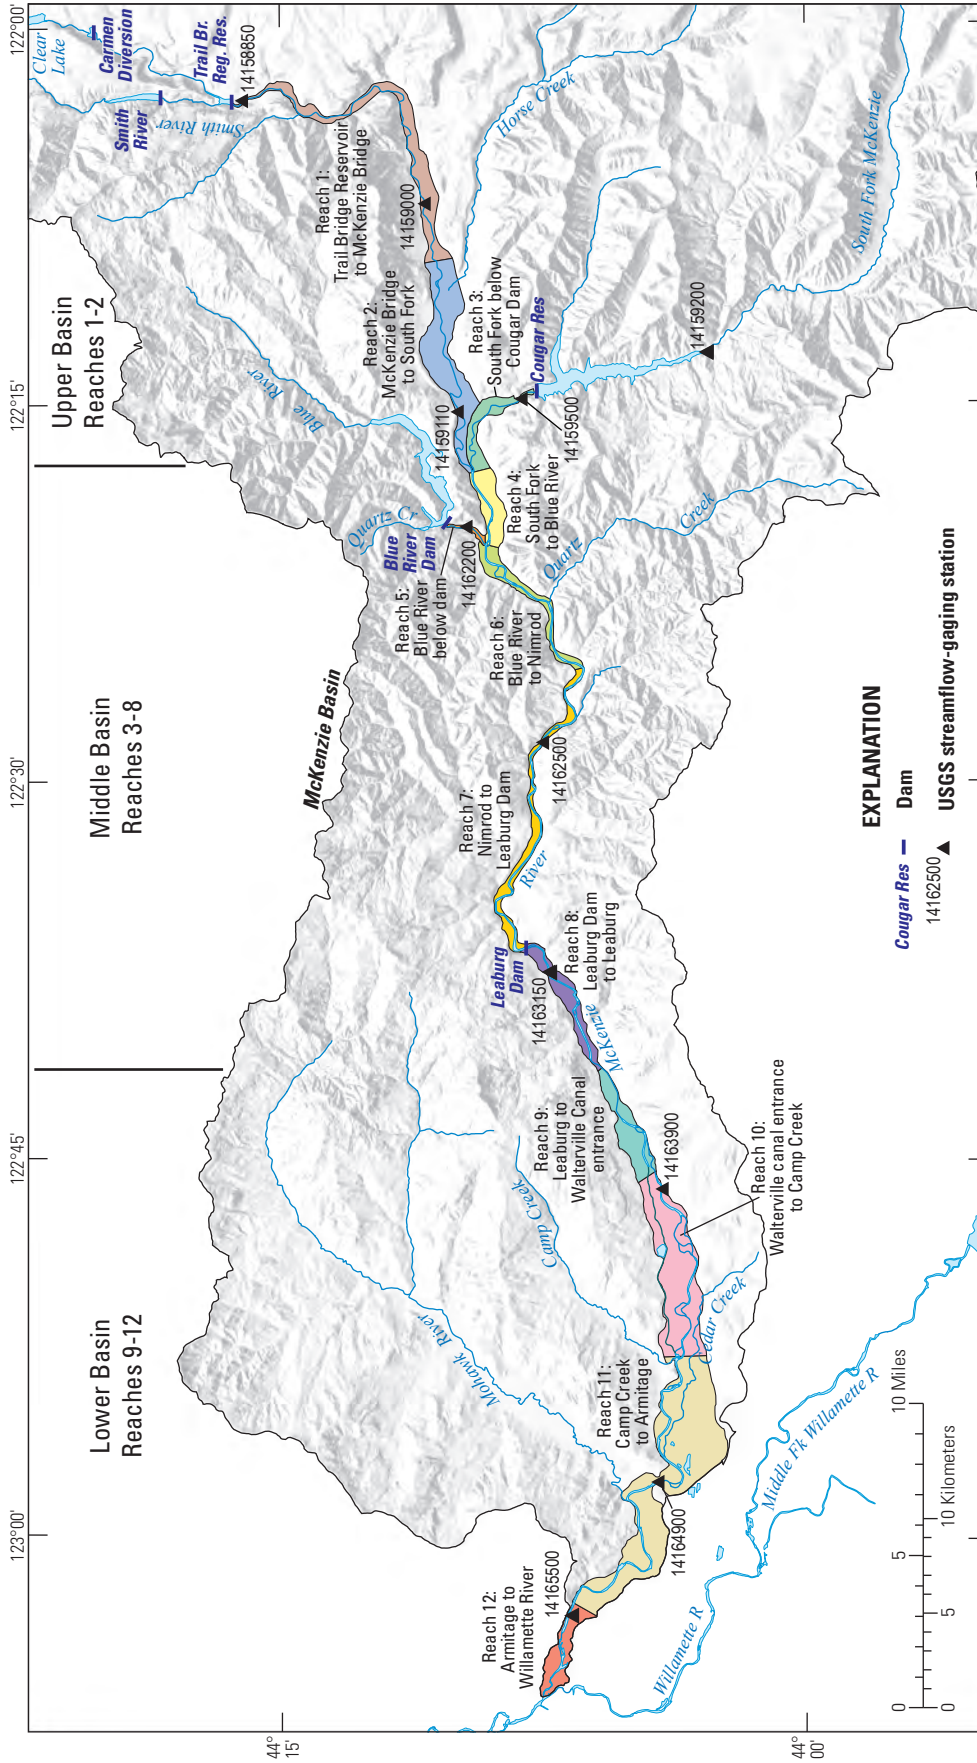 123°00'
122°45'
122°30'
122°15'
122°00'
44°
15'
44°
00'
Lower Basin
Reaches 9-12
Middle Basin
Reaches 3-8
Upper Basin
Reaches 1-2
McKenzie Basin
Clear
Lake
Carmen
Diversion
Smith
River
Trail Br.
Reg. Res.
Smith River
14158850
Reach 1:
Trail Bridge Reservoir
to McKenzie Bridge
14159000
Horse Creek
Reach 2:
McKenzie Bridge
to South Fork
14159110
Reach 3:
South Fork below
Cougar Dam
Cougar Res
14159500
14159200
South Fork McKenzie
Blue River
Quartz Cr
Blue
River
Dam
Reach 4:
South Fork
to Blue River
Reach 5:
Blue River
below dam
14162200
Quartz Creek
Reach 6:
Blue River
to Nimrod
14162500
Reach 7:
Nimrod to
Leaburg Dam
McKenzie River
Leaburg
Dam
14163150
Reach 8:
Leaburg Dam
to Leaburg
Reach 9:
Leaburg to
Walterville Canal
entrance
14163900
Reach 10:
Walterville canal entrance
to Camp Creek
Camp Creek
Cedar Creek
Mohawk River
Reach 11:
Camp Creek
to Armitage
14164900
Reach 12:
Armitage to
Willamette River
14165500
Willamette R
Middle Fk Willamette R
0 5 10 Miles
0 5 10 Kilometers
EXPLANATION
Cougar Res Dam
14162500 USGS streamflow-gaging station